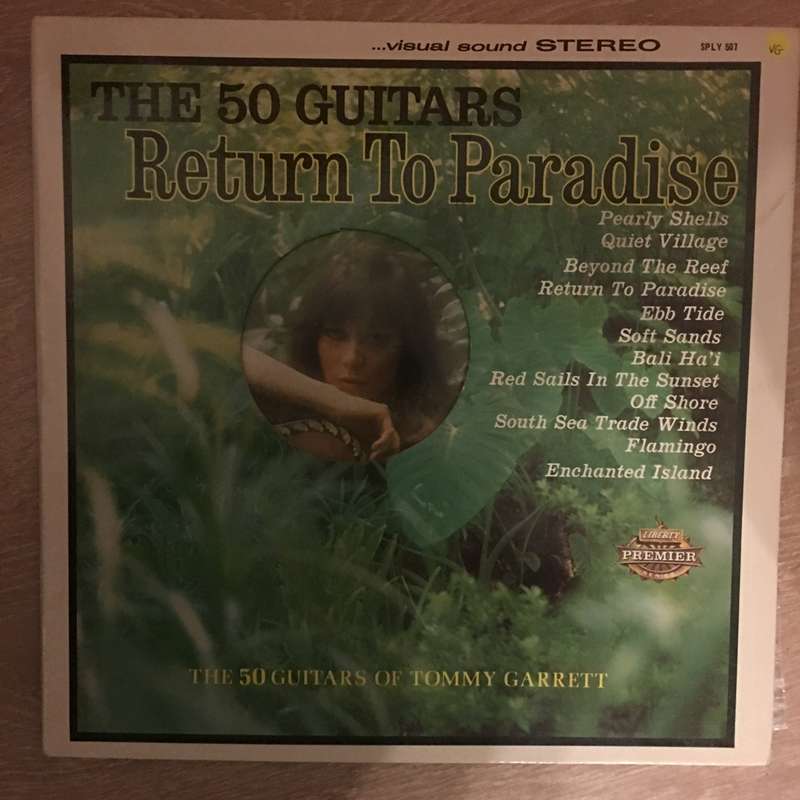 ...visual sound STEREO
SPLY 507
VG-
THE 50 GUITARS
Return To Paradise
Pearly Shells
Quiet Village
Beyond The Reef
Return To Paradise
Ebb Tide
Soft Sands
Bali Ha'i
Red Sails In The Sunset
Off Shore
South Sea Trade Winds
Flamingo
Enchanted Island
LIBERTY
PREMIER
SERIES
THE 50 GUITARS OF TOMMY GARRETT